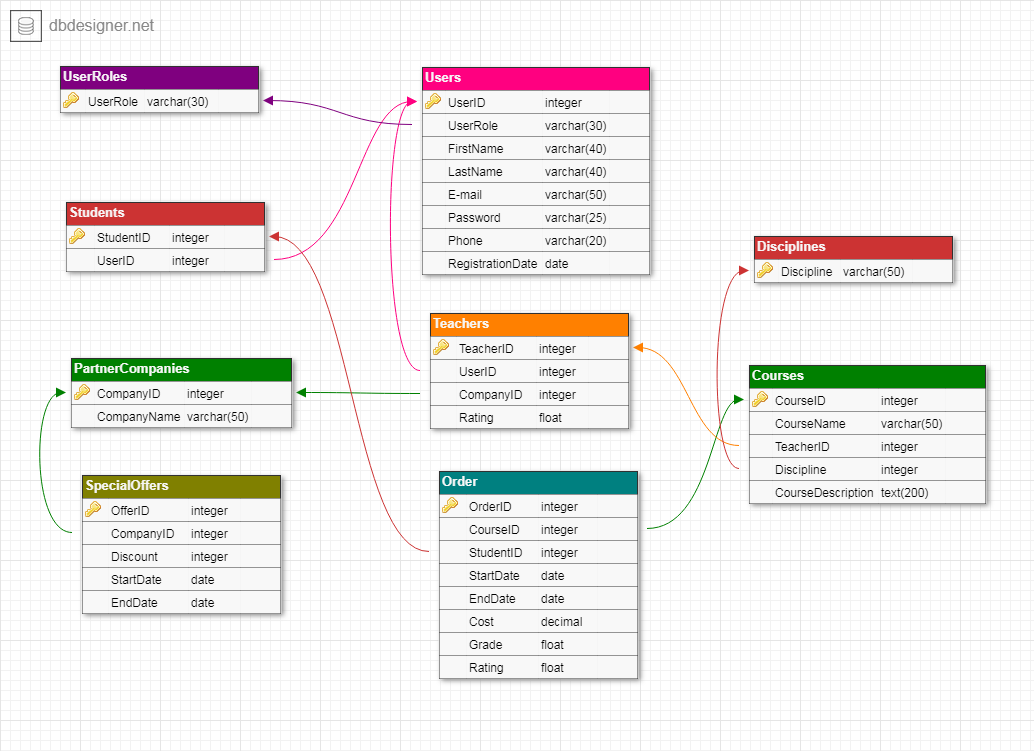 dbdesigner.net
UserRoles
UserRole varchar(30)
Users
UserID integer
UserRole varchar(30)
FirstName varchar(40)
LastName varchar(40)
E-mail varchar(50)
Password varchar(25)
Phone varchar(20)
RegistrationDate date
Students
StudentID integer
UserID integer
Disciplines
Discipline varchar(50)
Teachers
TeacherID integer
UserID integer
CompanyID integer
Rating float
PartnerCompanies
CompanyID integer
CompanyName varchar(50)
Courses
CourseID integer
CourseName varchar(50)
TeacherID integer
Discipline integer
CourseDescription text(200)
SpecialOffers
OfferID integer
CompanyID integer
Discount integer
StartDate date
EndDate date
Order
OrderID integer
CourseID integer
StudentID integer
StartDate date
EndDate date
Cost decimal
Grade float
Rating float